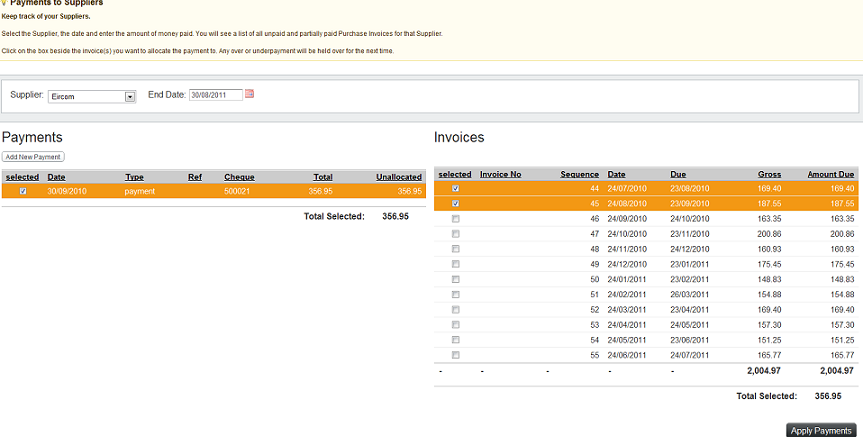 Payments to Suppliers
Keep track of your Suppliers.
Select the Supplier, the date and enter the amount of money paid. You will see a list of all unpaid and partially paid Purchase Invoices for that Supplier.
Click on the box beside the invoice(s) you want to allocate the payment to. Any over or underpayment will be held over for the next time.
Supplier: Eircom End Date: 30/08/2011
Payments
Add New Payment
selected Date Type Ref Cheque Total Unallocated
30/09/2010 payment 500021 356.95 356.95
Total Selected: 356.95
Invoices
selected Invoice No Sequence Date Due Gross Amount Due
44 24/07/2010 23/08/2010 169.40 169.40
45 24/08/2010 23/09/2010 187.55 187.55
46 24/09/2010 24/10/2010 163.35 163.35
47 24/10/2010 23/11/2010 200.86 200.86
48 24/11/2010 24/12/2010 160.93 160.93
49 24/12/2010 23/01/2011 175.45 175.45
50 24/01/2011 23/02/2011 148.83 148.83
51 24/02/2011 26/03/2011 154.88 154.88
52 24/03/2011 23/04/2011 169.40 169.40
53 24/04/2011 24/05/2011 157.30 157.30
54 24/05/2011 23/06/2011 151.25 151.25
55 24/06/2011 24/07/2011 165.77 165.77
- - - - - 2,004.97 2,004.97
Total Selected: 356.95
Apply Payments